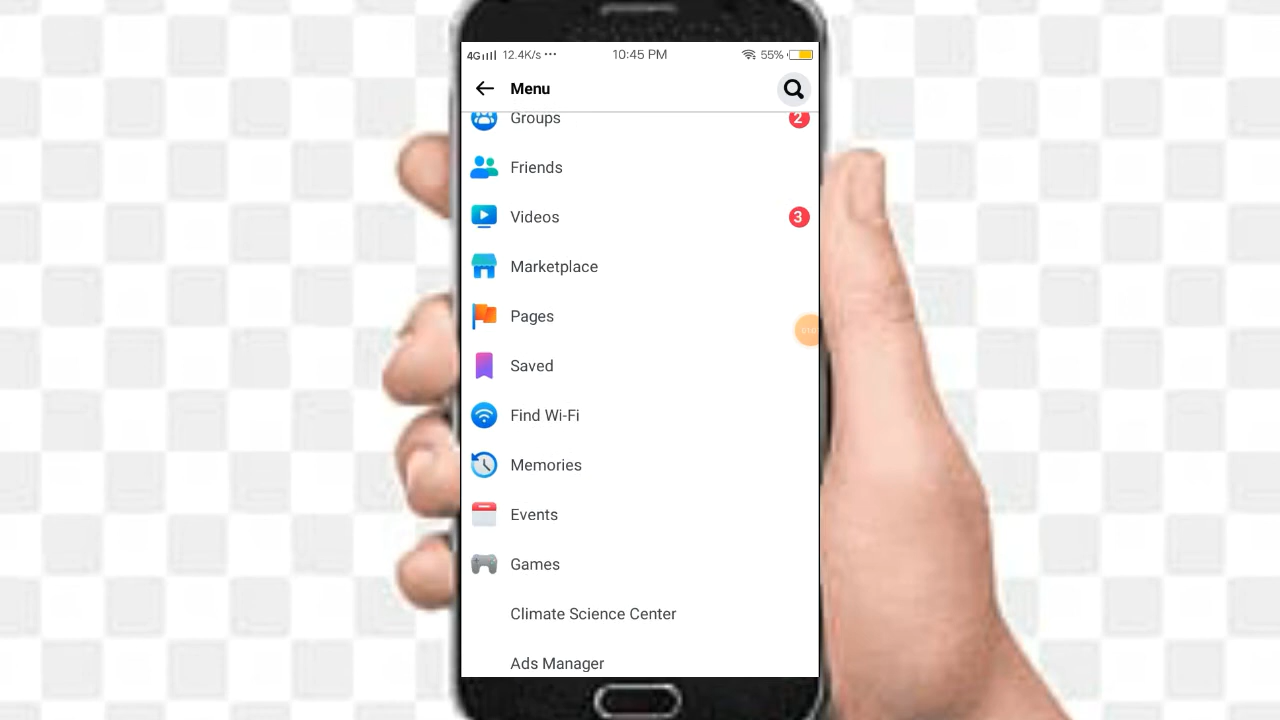 4G 12.4K/s ... 10:45 PM 55%
Menu
Groups 2
Friends
Videos 3
Marketplace
Pages
Saved
Find Wi-Fi
Memories
Events
Games
Climate Science Center
Ads Manager